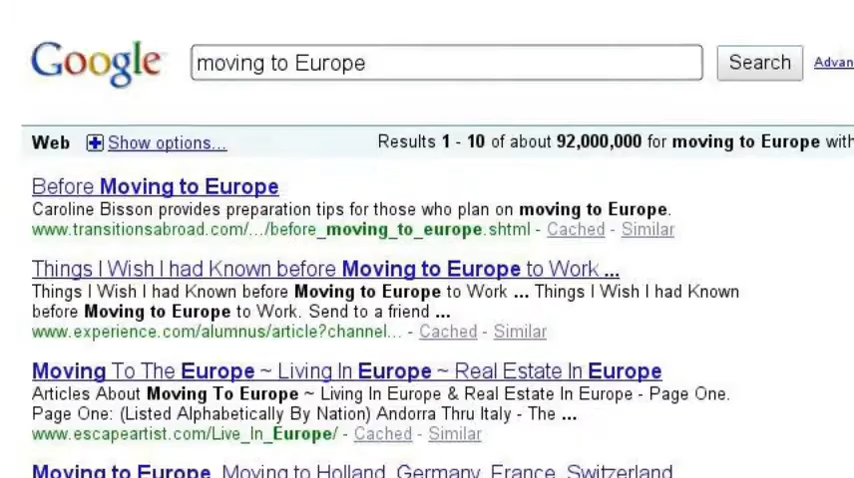 Google moving to Europe Search Advan
Web Show options... Results 1 - 10 of about 92,000,000 for moving to Europe with
Before Moving to Europe
Caroline Bisson provides preparation tips for those who plan on moving to Europe.
www.transitionsabroad.com/.../before_moving_to_europe.shtml - Cached - Similar
Things I Wish I had Known before Moving to Europe to Work ...
Things I Wish I had Known before Moving to Europe to Work ... Things I Wish I had Known
before Moving to Europe to Work. Send to a friend ...
www.experience.com/alumnus/article?channel... - Cached - Similar
Moving To The Europe ~ Living In Europe ~ Real Estate In Europe
Articles About Moving To Europe ~ Living In Europe & Real Estate In Europe - Page One.
Page One: (Listed Alphabetically By Nation) Andorra Thru Italy - The ...
www.escapeartist.com/Live_In_Europe/ - Cached - Similar
Moving to Europe, Moving to Holland, Germany, France, Switzerland